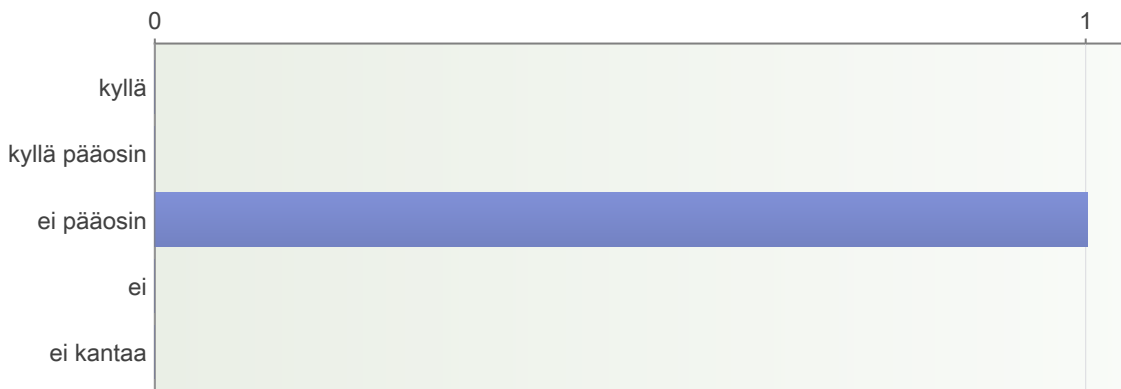 0 1
kyllä
kyllä pääosin
ei pääosin
ei
ei kantaa